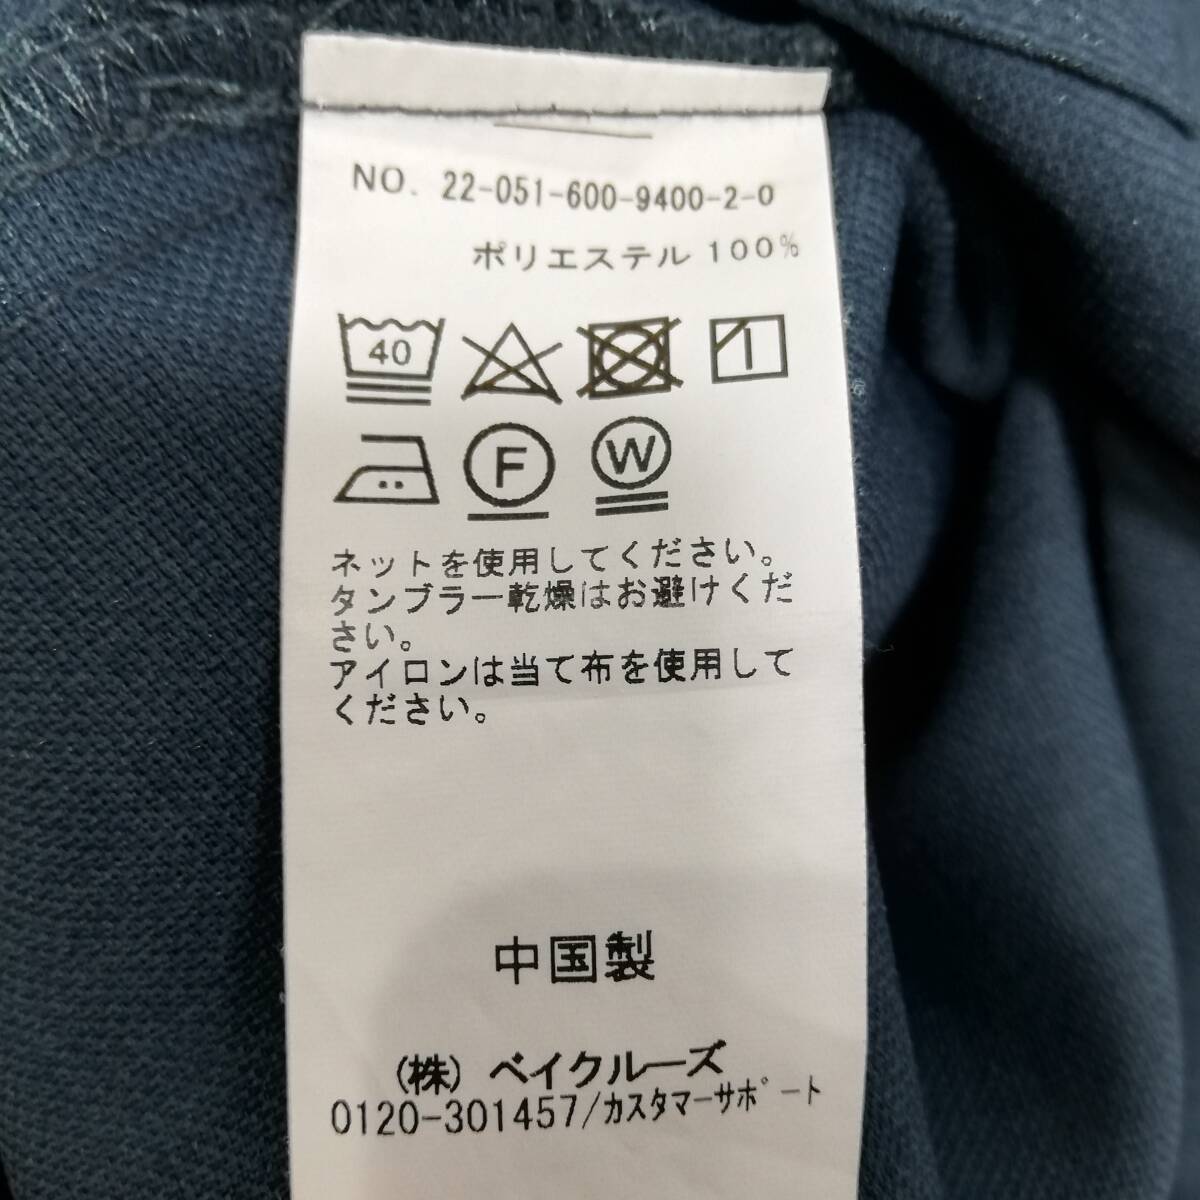 NO. 22-051-600-9400-2-0
ポリエステル 100%
40
F
W
ネットを使用してください。
タンブラー乾燥はお避けくだ
さい。
アイロンは当て布を使用して
ください。
中国製
(株) ベイクルーズ
0120-301457/カスタマーサポート